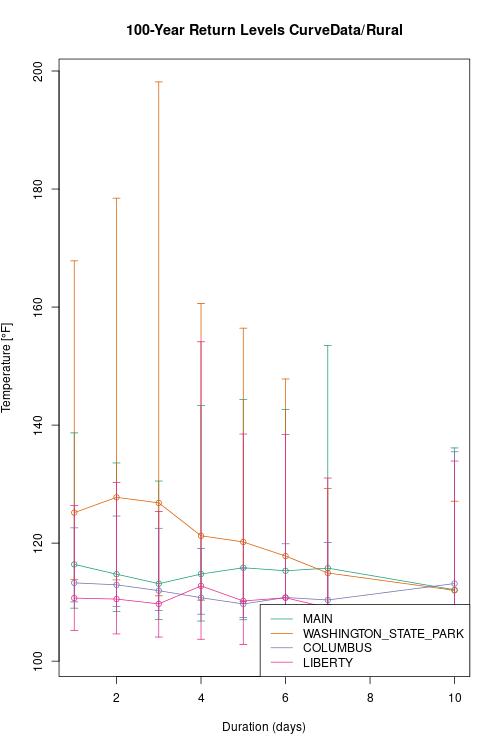 100-Year Return Levels CurveData/Rural
200
180
160
140
120
100
Temperature [°F]
MAIN
WASHINGTON_STATE_PARK
COLUMBUS
LIBERTY
2 4 6 8 10
Duration (days)